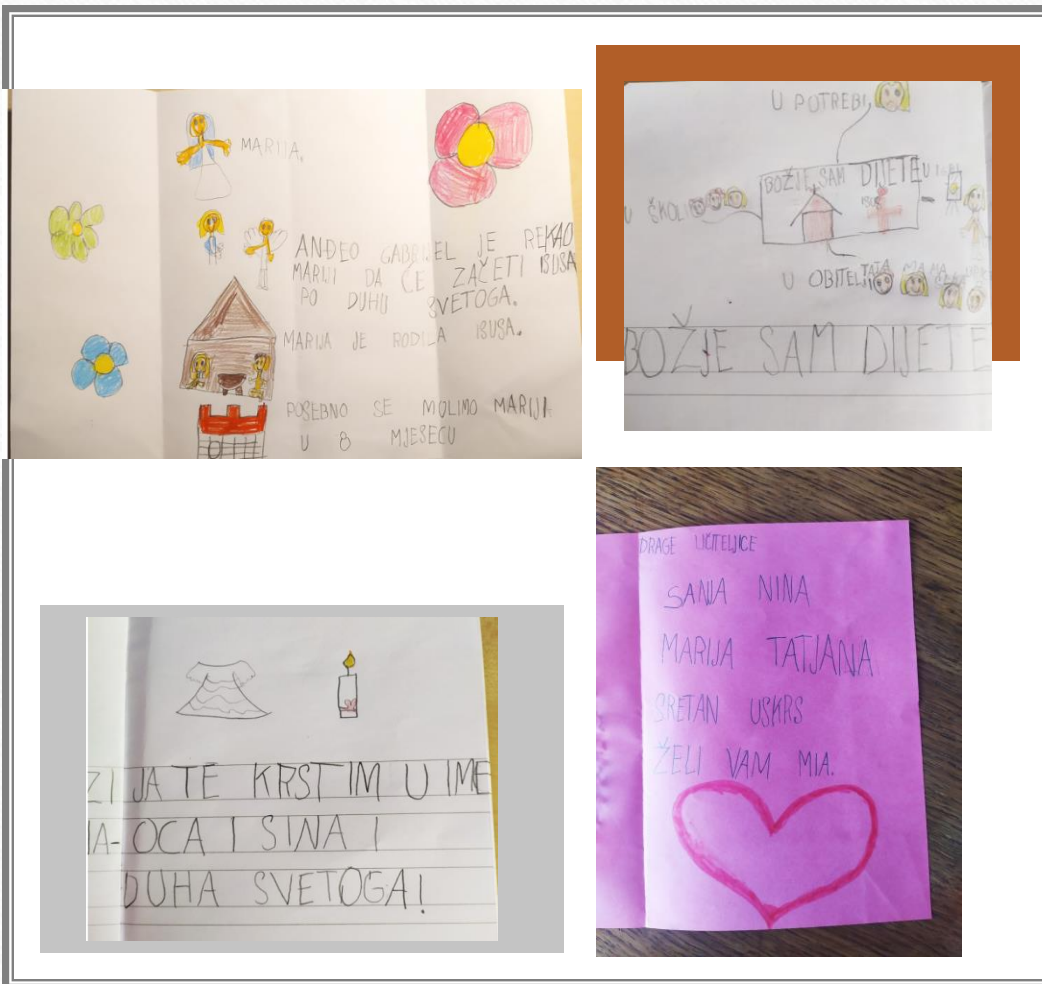 MARIJA.
ANĐEO GABRIJEL JE REKAO
MARIJI DA ĆE ZAČETI ISUSA
PO DUHU SVETOGA.
MARIJA JE RODILA ISUSA.
POSEBNO SE MOLIMO MARIJI
U 8 MJESECU
U POTREBI
BOŽJE SAM DIJETE
U ŠKOLI
ISUS
U OBITELJI
TATA MAMA
BOŽJE SAM DIJETE
JA TE KRSTIM U IME
OCA I SINA I
DUHA SVETOGA!
DRAGE UČITELJICE
SANJA NINA
MARIJA TATJANA
SRETAN USKRS
ŽELI VAM MIA.